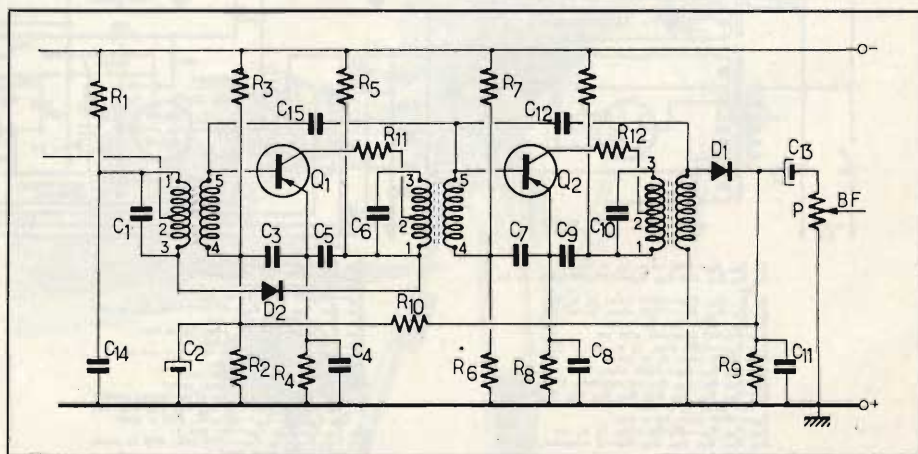 −
R1
R3
R5
R7
C15
C12
R11
R12
D1
C13
1
5
3
5
3
Q1
Q2
P
BF
C1
2
C6
2
C10
2
C3
C5
C7
C9
3
4
1
4
1
D2
R10
C14
C2
R2
R4
C4
R6
R8
C8
R9
C11
+